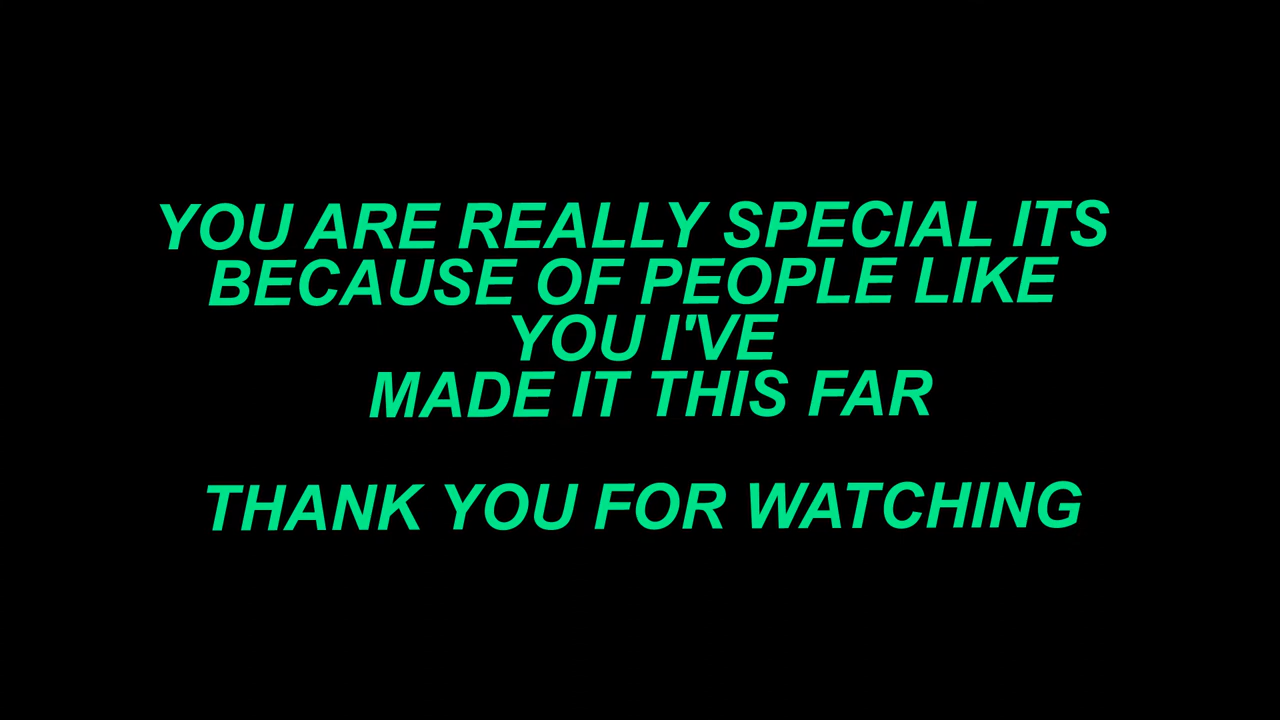 YOU ARE REALLY SPECIAL ITS
BECAUSE OF PEOPLE LIKE
YOU I'VE
MADE IT THIS FAR
THANK YOU FOR WATCHING